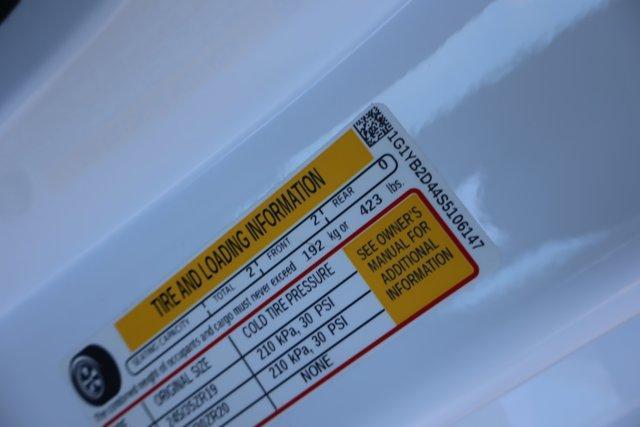 1G1YB2D44S5106147
TIRE AND LOADING INFORMATION
SEATING CAPACITY TOTAL 2 FRONT 2 REAR 0
The combined weight of occupants and cargo must never exceed 192 kg or 423 lbs.
ORIGINAL SIZE COLD TIRE PRESSURE
245/35ZR19 210 kPa, 30 PSI
210 kPa, 30 PSI
NONE
SEE OWNER'S
MANUAL FOR
ADDITIONAL
INFORMATION